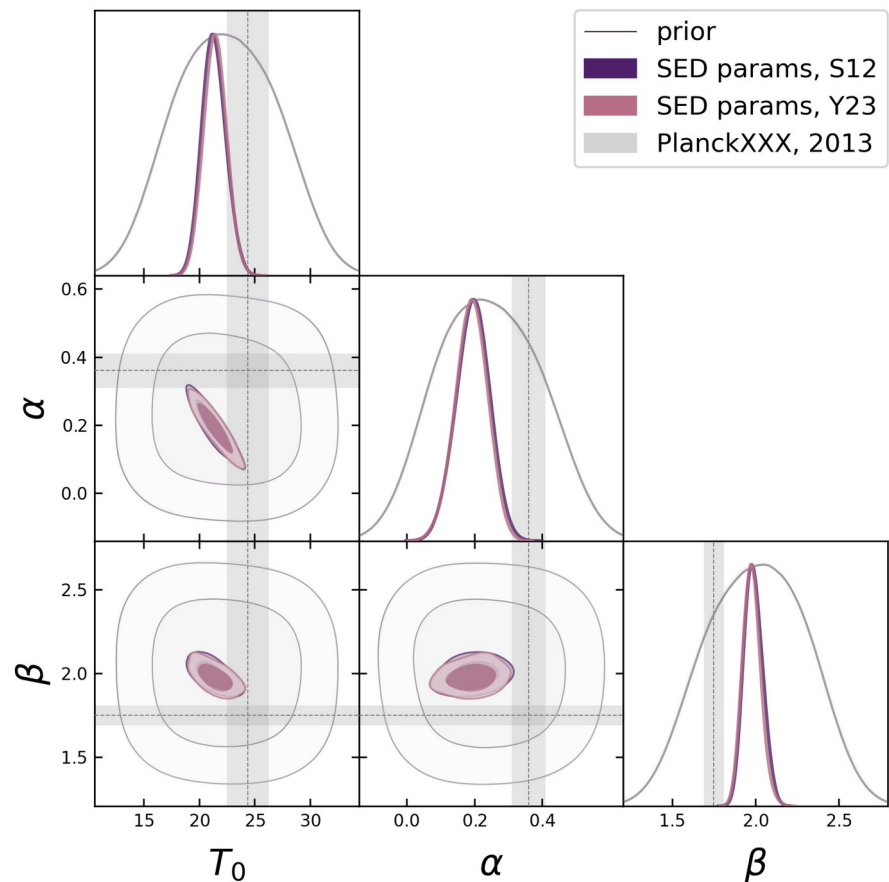 prior
SED params, S12
SED params, Y23
PlanckXXX, 2013
0.6
0.4
0.2
0.0
α
2.5
2.0
1.5
β
15 20 25 30
0.0 0.2 0.4
1.5 2.0 2.5
T₀ α β